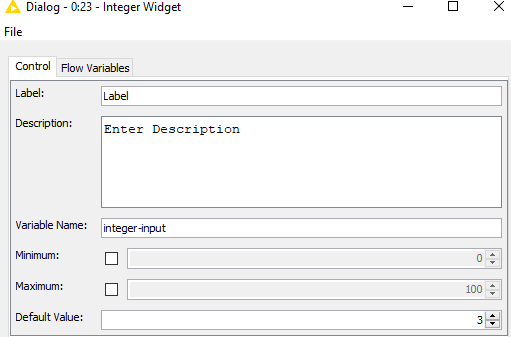 Dialog - 0:23 - Integer Widget
File
Control Flow Variables
Label: Label
Description: Enter Description
Variable Name: integer-input
Minimum: 0
Maximum: 100
Default Value: 3